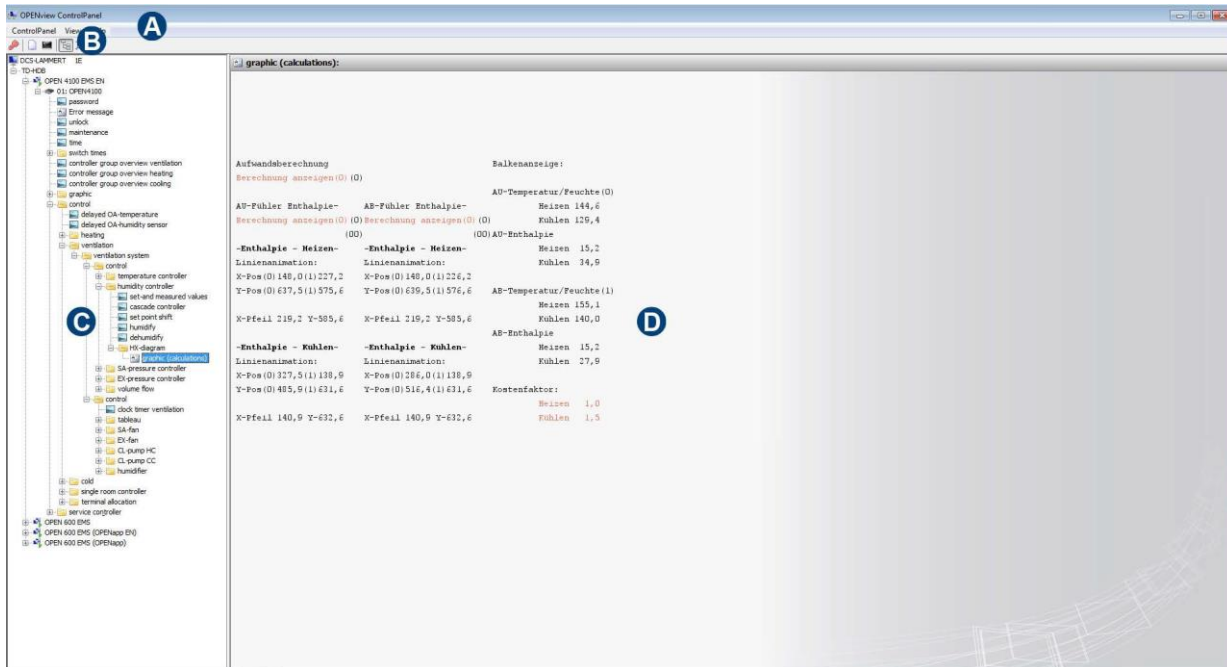 OPENview ControlPanel
A
ControlPanel View
B
DCS-LAMMERT 1E
TD-HDB
OPEN 4100 EMS EN
01: OPEN4100
password
Error message
unlock
maintenance
time
switch times
controller group overview ventilation
controller group overview heating
controller group overview cooling
graphic
control
delayed OA-temperature
delayed OA-humidity sensor
heating
ventilation
ventilation system
control
temperature controller
humidity controller
set-and measured values
cascade controller
set point shift
humidify
dehumidify
HX-diagram
graphic (calculations)
SA-pressure controller
EX-pressure controller
volume flow
control
clock timer ventilation
tableau
SA-fan
EX-fan
CL-pump HC
CL-pump CC
humidifier
cold
single room controller
terminal allocation
service controller
OPEN 600 EMS
OPEN 600 EMS (OPENapp EN)
OPEN 600 EMS (OPENapp)
C
graphic (calculations):
Aufwandsberechnung Balkenanzeige:
Berechnung anzeigen(0) (0)
AU-Temperatur/Feuchte(0)
AU-Fühler Enthalpie- AB-Fühler Enthalpie- Heizen 144,6
Berechnung anzeigen(0) (0) Berechnung anzeigen(0) (0) Kühlen 129,4
(00) (00) AU-Enthalpie
-Enthalpie - Heizen- -Enthalpie - Heizen- Heizen 15,2
Linienanimation: Linienanimation: Kühlen 34,9
X-Pos(0)148,0(1)227,2 X-Pos(0)148,0(1)226,2
Y-Pos(0)637,5(1)575,6 Y-Pos(0)639,5(1)576,6 AB-Temperatur/Feuchte(1)
Heizen 155,1
X-Pfeil 219,2 Y-585,6 X-Pfeil 219,2 Y-585,6 Kühlen 140,0
AB-Enthalpie
-Enthalpie - Kühlen- -Enthalpie - Kühlen- Heizen 15,2
Linienanimation: Linienanimation: Kühlen 27,9
X-Pos(0)327,5(1)138,9 X-Pos(0)286,0(1)138,9
Y-Pos(0)485,9(1)631,6 Y-Pos(0)516,4(1)631,6 Kostenfaktor:
Heizen 1,0
X-Pfeil 140,9 Y-632,6 X-Pfeil 140,9 Y-632,6 Kühlen 1,5
D